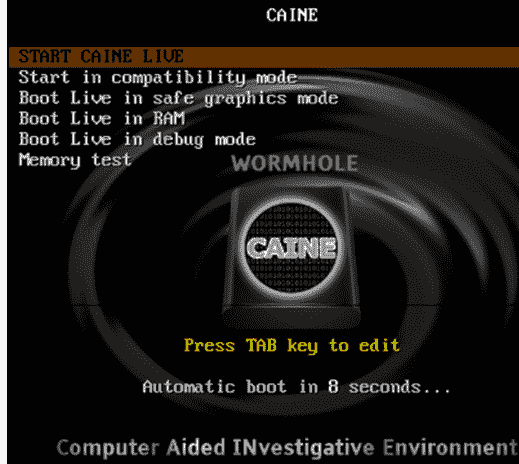 CAINE
START CAINE LIVE
Start in compatibility mode
Boot Live in safe graphics mode
Boot Live in RAM
Boot Live in debug mode
Memory test
WORMHOLE
CAINE
Press TAB key to edit
Automatic boot in 8 seconds...
Computer Aided INvestigative Environment